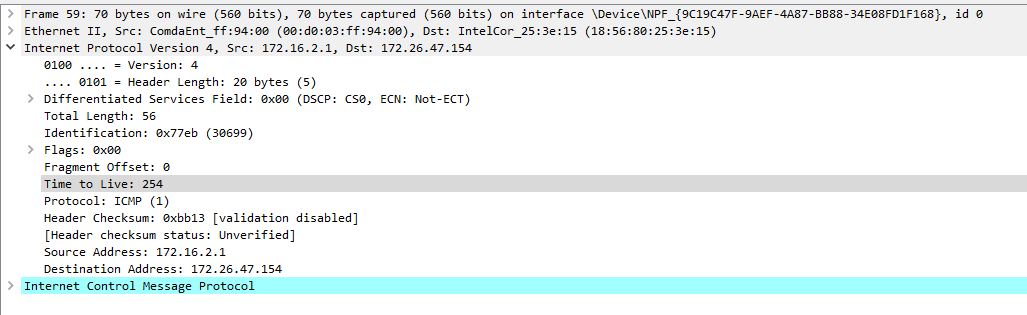 Frame 59: 70 bytes on wire (560 bits), 70 bytes captured (560 bits) on interface \Device\NPF_{9C19C47F-9AEF-4A87-BB88-34E08FD1F168}, id 0
Ethernet II, Src: ComdaEnt_ff:94:00 (00:d0:03:ff:94:00), Dst: IntelCor_25:3e:15 (18:56:80:25:3e:15)
Internet Protocol Version 4, Src: 172.16.2.1, Dst: 172.26.47.154
0100 .... = Version: 4
.... 0101 = Header Length: 20 bytes (5)
Differentiated Services Field: 0x00 (DSCP: CS0, ECN: Not-ECT)
Total Length: 56
Identification: 0x77eb (30699)
Flags: 0x00
Fragment Offset: 0
Time to Live: 254
Protocol: ICMP (1)
Header Checksum: 0xbb13 [validation disabled]
[Header checksum status: Unverified]
Source Address: 172.16.2.1
Destination Address: 172.26.47.154
Internet Control Message Protocol